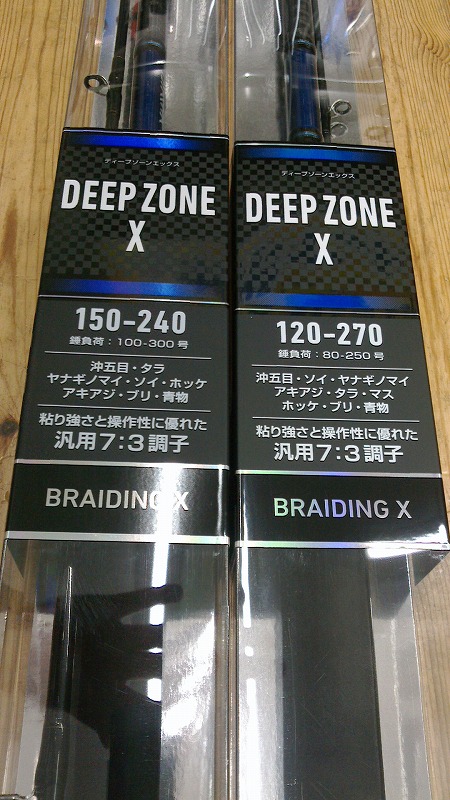 ディープゾーンエックス
DEEP ZONE
X
150-240
錘負荷：100-300号
沖五目・タラ
ヤナギノマイ・ソイ・ホッケ
アキアジ・ブリ・青物
粘り強さと操作性に優れた
汎用7：3調子
BRAIDING X
ディープゾーンエックス
DEEP ZONE
X
120-270
錘負荷：80-250号
沖五目・ソイ・ヤナギノマイ
アキアジ・タラ・マス
ホッケ・ブリ・青物
粘り強さと操作性に優れた
汎用7：3調子
BRAIDING X